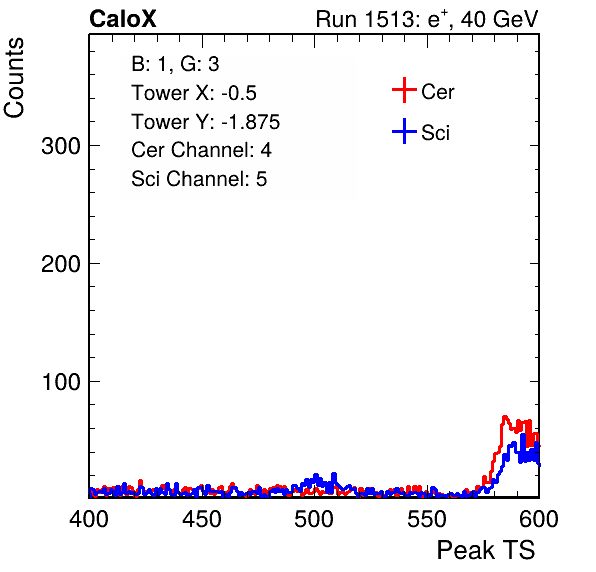 CaloX Run 1513: e⁺, 40 GeV
Counts
B: 1, G: 3
Tower X: -0.5
Tower Y: -1.875
Cer Channel: 4
Sci Channel: 5
Cer
Sci
300
200
100
400 450 500 550 600
Peak TS